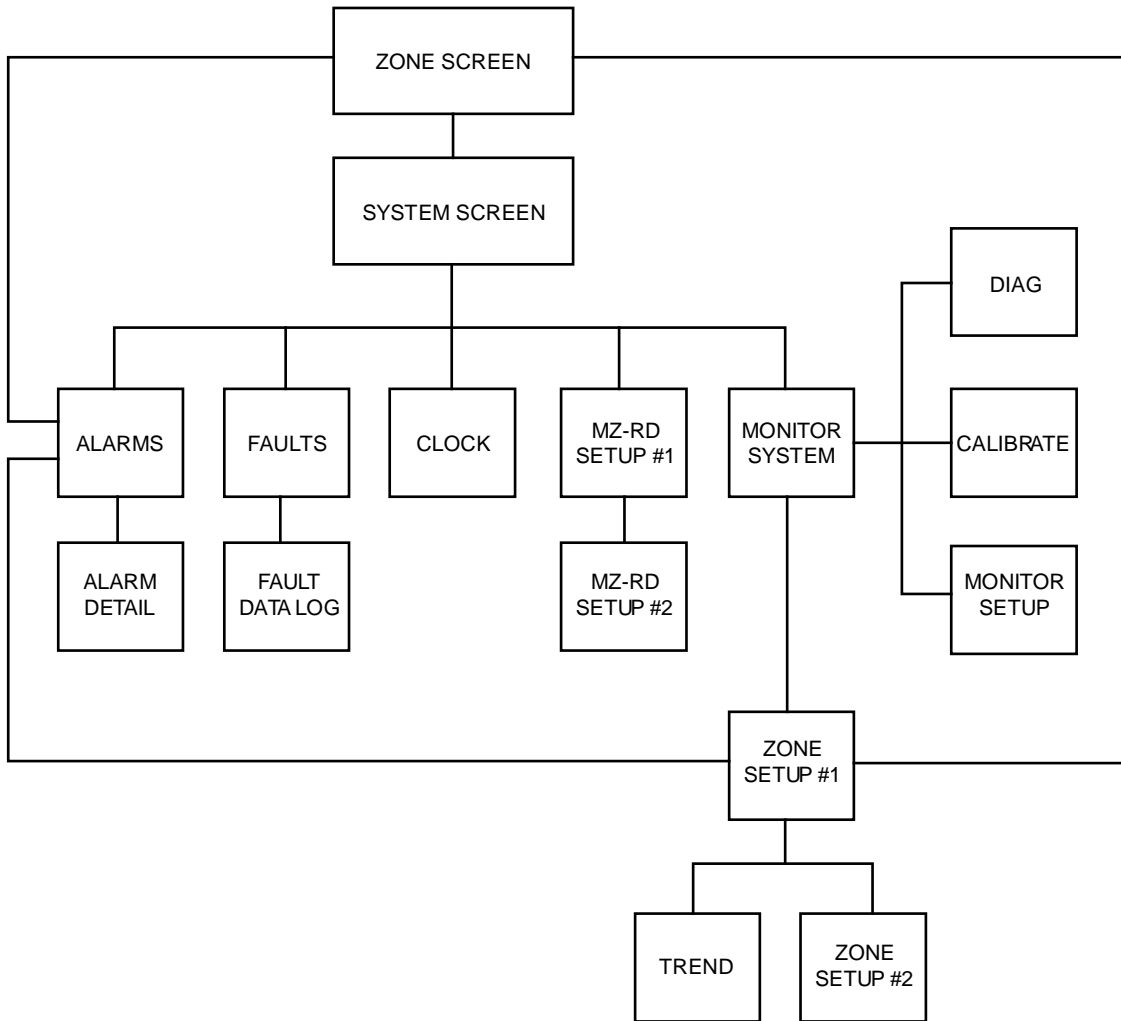 ZONE SCREEN
SYSTEM SCREEN
DIAG
ALARMS
FAULTS
CLOCK
MZ-RD
SETUP #1
MONITOR
SYSTEM
CALIBRATE
ALARM
DETAIL
FAULT
DATA LOG
MZ-RD
SETUP #2
MONITOR
SETUP
ZONE
SETUP #1
TREND
ZONE
SETUP #2